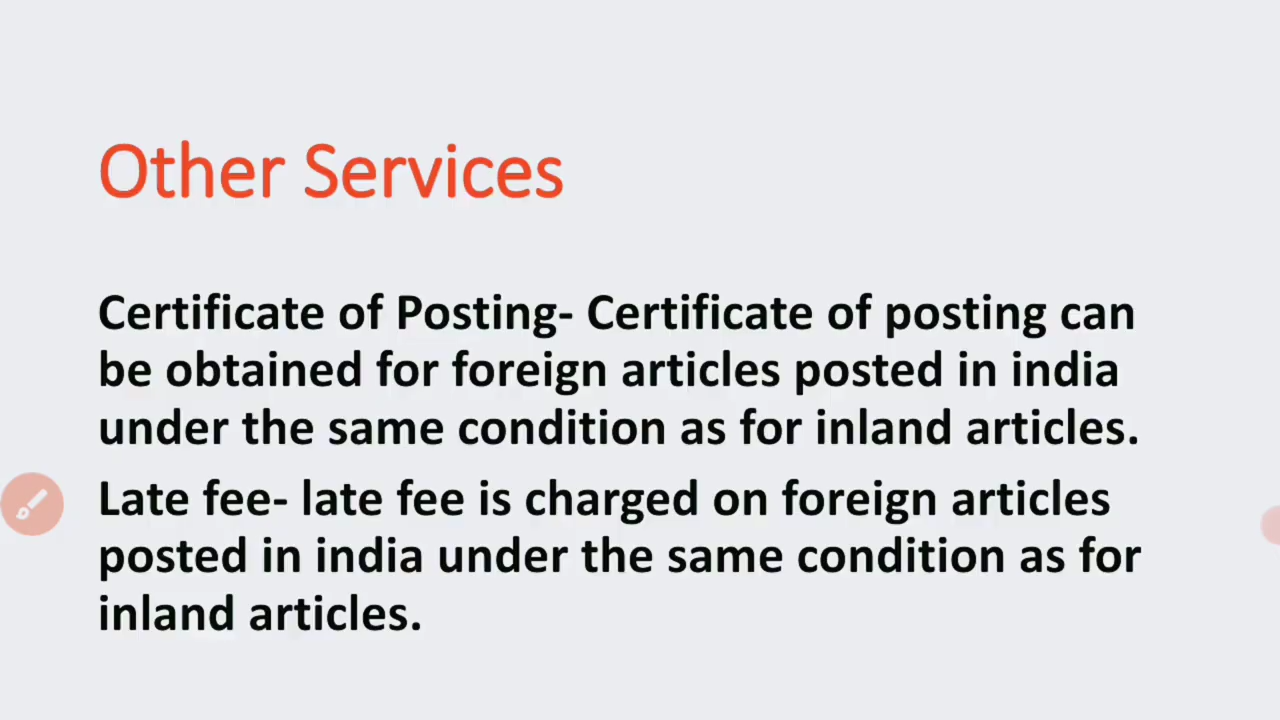 Other Services
Certificate of Posting- Certificate of posting can
be obtained for foreign articles posted in india
under the same condition as for inland articles.
Late fee- late fee is charged on foreign articles
posted in india under the same condition as for
inland articles.